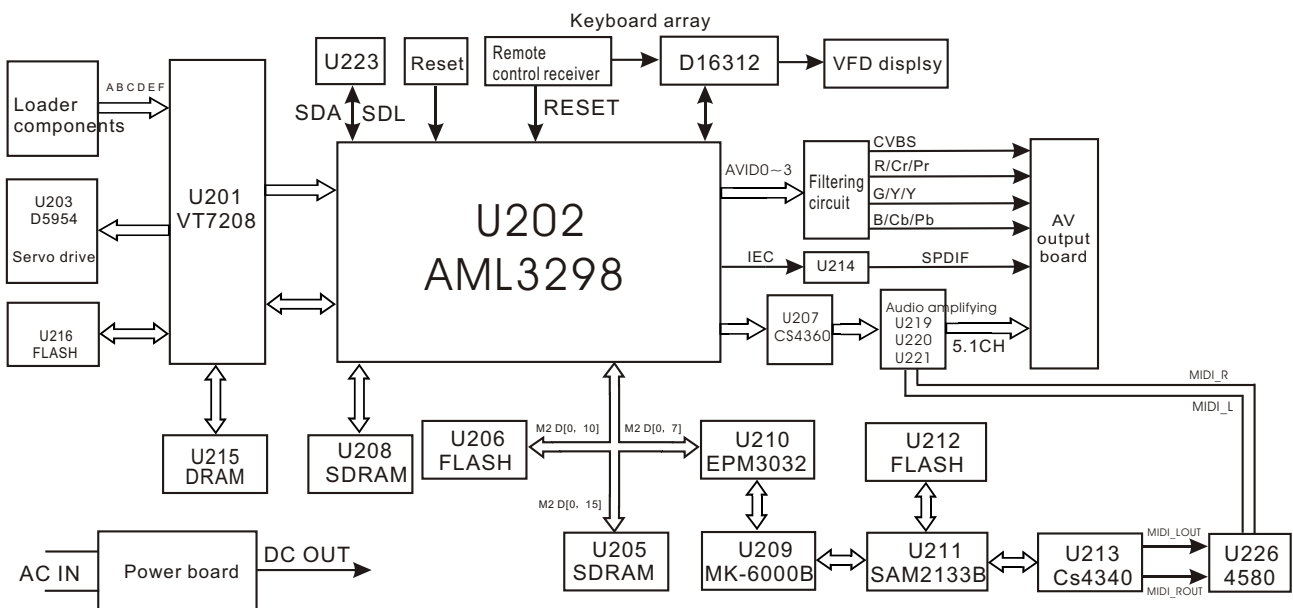 Keyboard array
U223
Reset
Remote
control receiver
D16312
VFD displsy
Loader
components
A B C D E F
SDA
SDL
RESET
U201
VT7208
U203
D5954
Servo drive
U216
FLASH
U202
AML3298
AVID0~3
Filtering
circuit
CVBS
R/Cr/Pr
G/Y/Y
B/Cb/Pb
AV
output
board
IEC
U214
SPDIF
U207
CS4360
Audio amplifying
U219
U220
U221
5.1CH
MIDI_R
MIDI_L
U215
DRAM
U208
SDRAM
U206
FLASH
M2 D[0, 10]
M2 D[0, 7]
U210
EPM3032
U212
FLASH
M2 D[0, 15]
U205
SDRAM
U209
MK-6000B
U211
SAM2133B
U213
Cs4340
MIDI_LOUT
MIDI_ROUT
U226
4580
AC IN
Power board
DC OUT